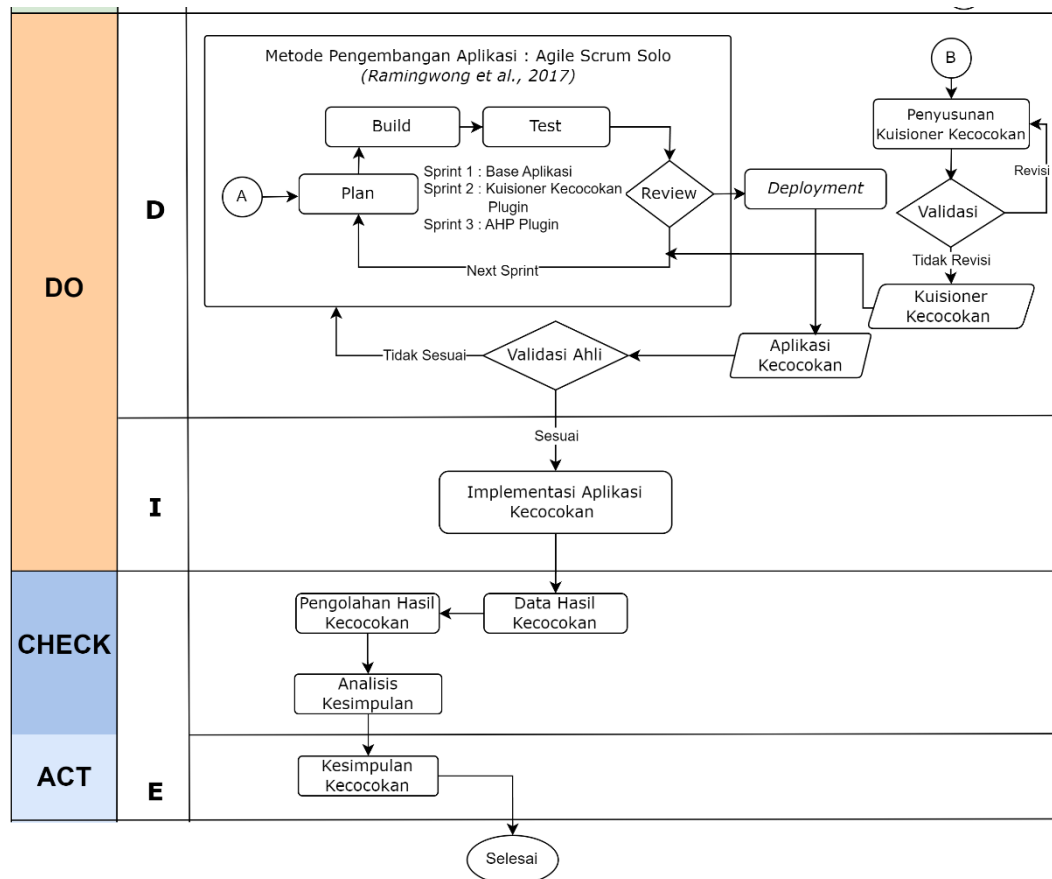 Metode Pengembangan Aplikasi : Agile Scrum Solo
(Ramingwong et al., 2017)
Build
Test
A
Plan
Sprint 1 : Base Aplikasi
Sprint 2 : Kuisioner Kecocokan
Plugin
Sprint 3 : AHP Plugin
Review
Next Sprint
Deployment
B
Penyusunan
Kuisioner Kecocokan
Revisi
Validasi
Tidak Revisi
Kuisioner
Kecocokan
D
DO
Tidak Sesuai
Validasi Ahli
Aplikasi
Kecocokan
Sesuai
I
Implementasi Aplikasi
Kecocokan
CHECK
Pengolahan Hasil
Kecocokan
Data Hasil
Kecocokan
Analisis
Kesimpulan
ACT
E
Kesimpulan
Kecocokan
Selesai